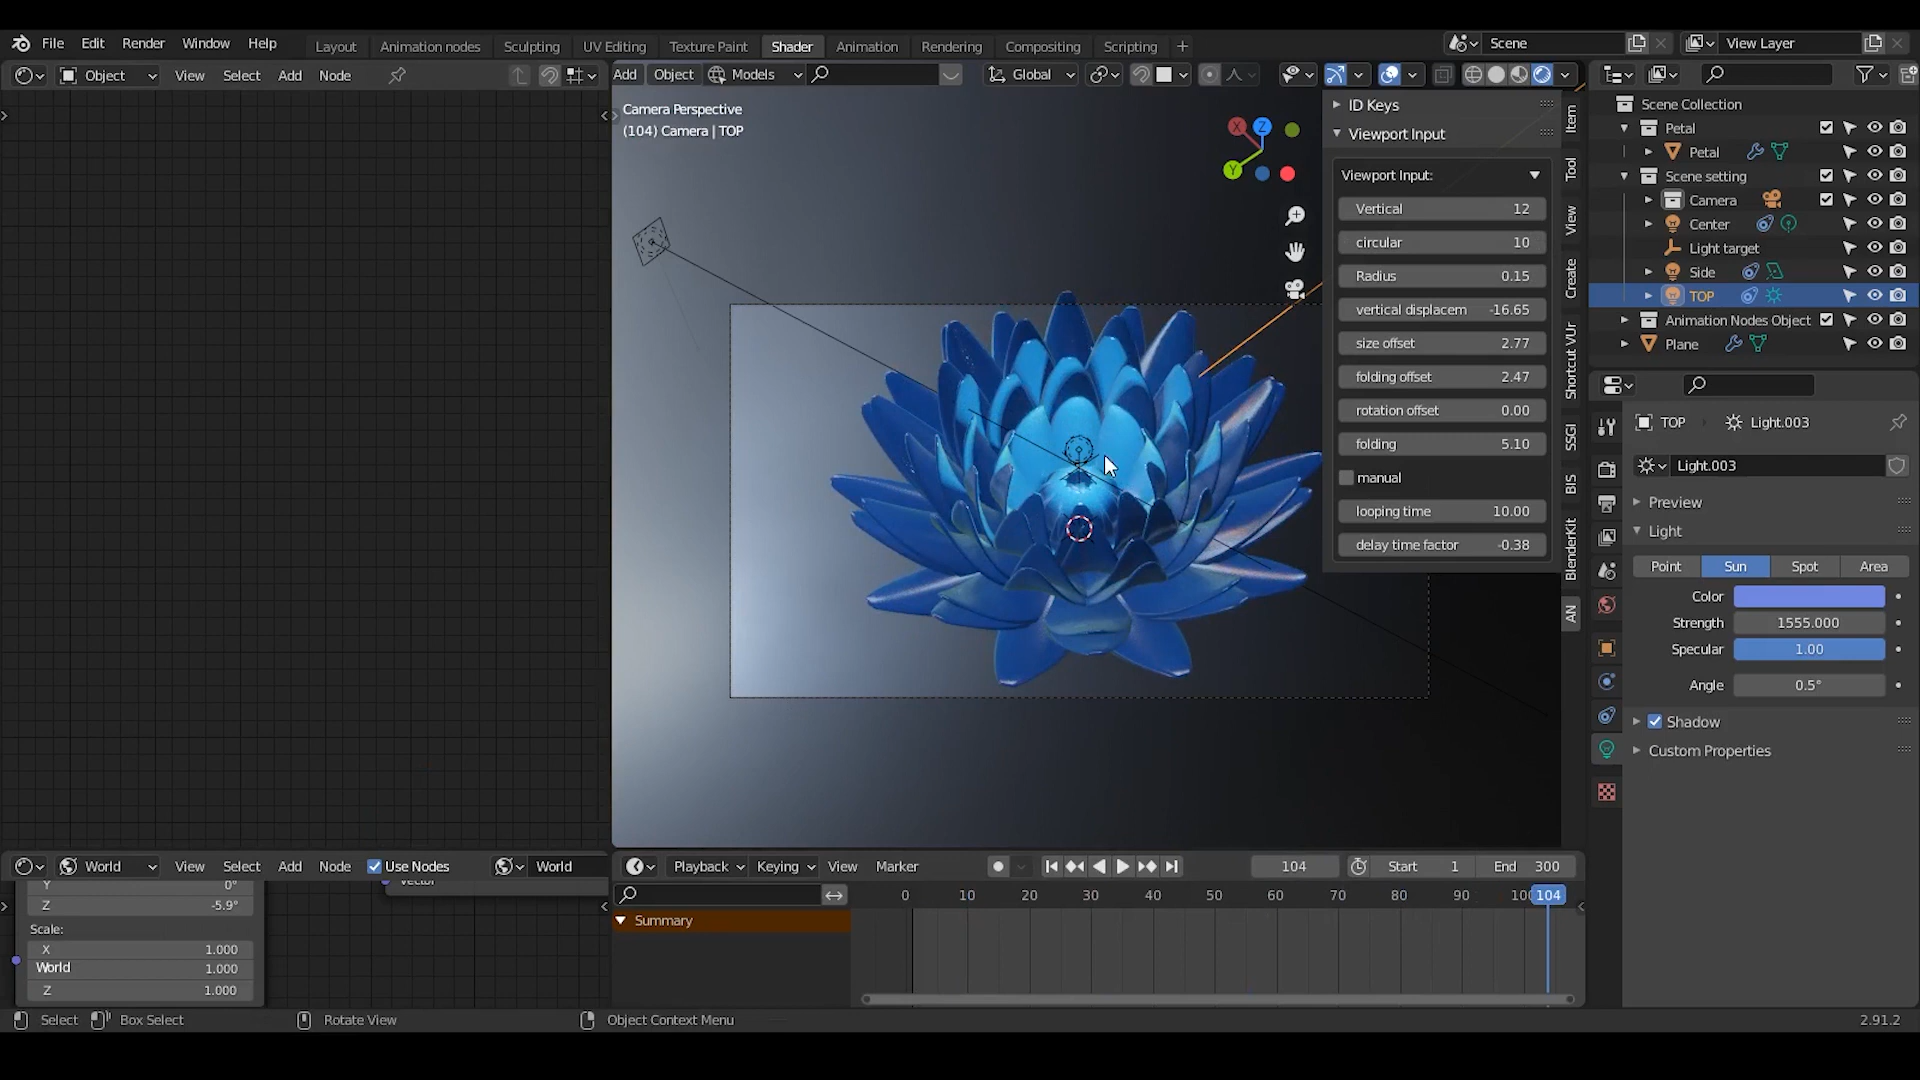 File Edit Render Window Help Layout Animation nodes Sculpting UV Editing Texture Paint Shader Animation Rendering Compositing Scripting + Scene View Layer
Object View Select Add Node
Add Object Models Global
Camera Perspective
(104) Camera | TOP
X Z Y
ID Keys
Viewport Input
Viewport Input:
Vertical 12
circular 10
Radius 0.15
vertical displacem -16.65
size offset 2.77
folding offset 2.47
rotation offset 0.00
folding 5.10
manual
looping time 10.00
delay time factor -0.38
Item
Tool
View
Create
Shortcut VUr
SSGI
BIS
BlenderKit
AN
Scene Collection
Petal
Petal
Scene setting
Camera
Center
Light target
Side
TOP
Animation Nodes Object
Plane
TOP Light.003
Light.003
Preview
Light
Point Sun Spot Area
Color
Strength 1555.000
Specular 1.00
Angle 0.5°
Shadow
Custom Properties
World View Select Add Node Use Nodes World
Vector
Y 0°
Z -5.9°
Scale:
X 1.000
World 1.000
Z 1.000
Playback Keying View Marker 104 Start 1 End 300
0 10 20 30 40 50 60 70 80 90 100 104
Summary
Select Box Select Rotate View Object Context Menu 2.91.2